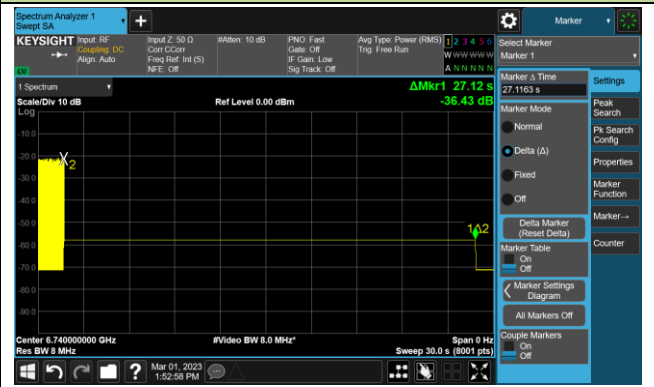 Spectrum Analyzer 1
Swept SA
+
Marker
KEYSIGHT
Input: RF
Coupling: DC
Align: Auto
Input Z: 50 Ω
Corr CCorr
Freq Ref: Int (S)
NFE: Off
#Atten: 10 dB
PNO: Fast
Gate: Off
IF Gain: Low
Sig Track: Off
Avg Type: Power (RMS)
Trig: Free Run
1 2 3 4 5 6
W W W W W W
A N N N N N
LXI
Select Marker
Marker 1
1 Spectrum
Scale/Div 10 dB
Log
Ref Level 0.00 dBm
ΔMkr1 27.12 s
-36.43 dB
-10.0
-20.0
-30.0
-40.0
-50.0
-60.0
-70.0
-80.0
-90.0
X2
1Δ2
Center 6.740000000 GHz
Res BW 8 MHz
#Video BW 8.0 MHz*
Span 0 Hz
Sweep 30.0 s (8001 pts)
Marker Δ Time
27.1163 s
Marker Mode
Normal
Delta (Δ)
Fixed
Off
Delta Marker
(Reset Delta)
Marker Table
On
Off
Marker Settings
Diagram
All Markers Off
Couple Markers
On
Off
Settings
Peak
Search
Pk Search
Config
Properties
Marker
Function
Marker→
Counter
?
Mar 01, 2023
1:52:58 PM